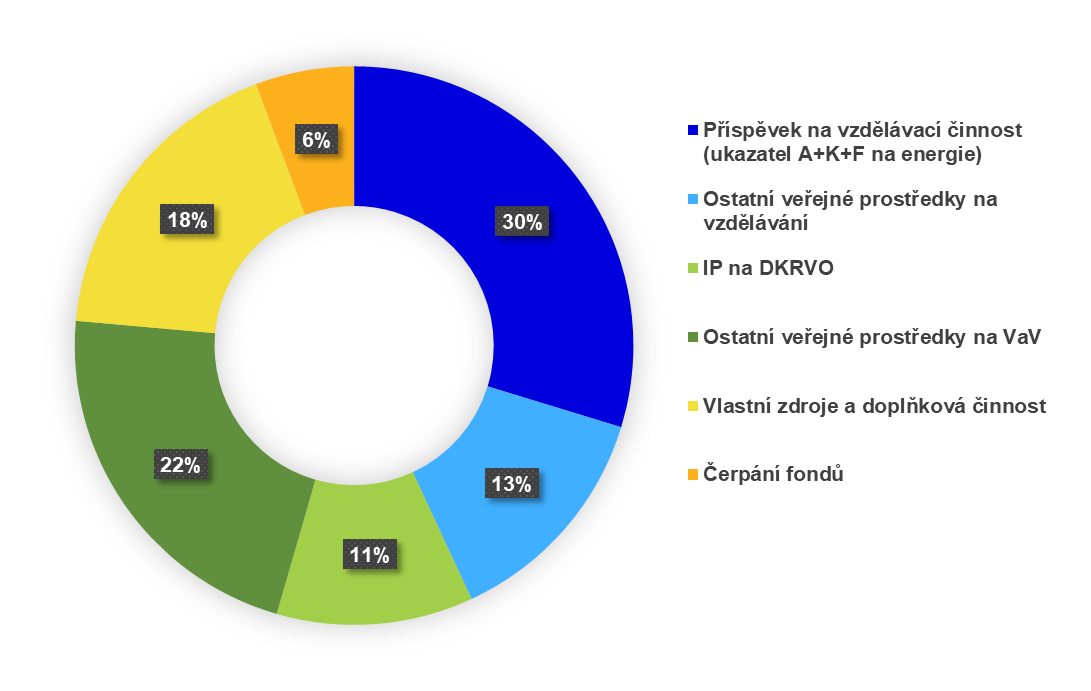 6%
30%
18%
22%
13%
11%
Příspěvek na vzdělávací činnost
(ukazatel A+K+F na energie)
Ostatní veřejné prostředky na
vzdělávání
IP na DKRVO
Ostatní veřejné prostředky na VaV
Vlastní zdroje a doplňková činnost
Čerpání fondů